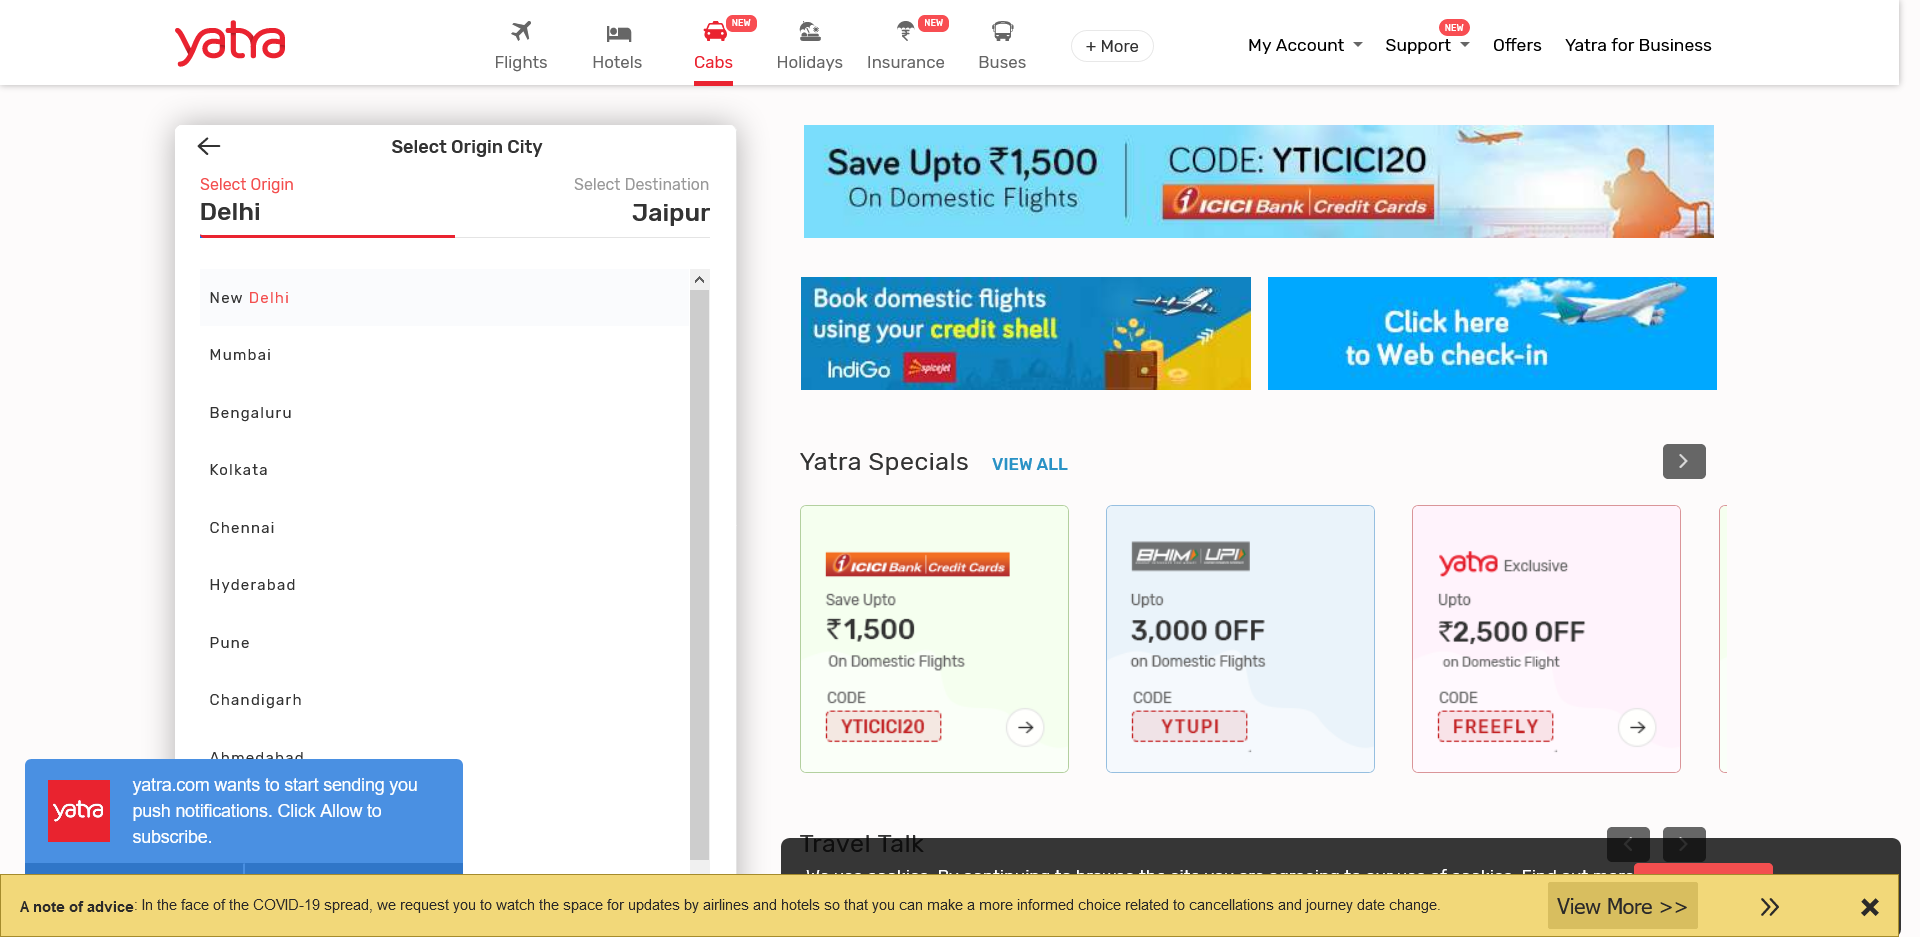 yatra
Flights
Hotels
NEW
Cabs
Holidays
NEW
Insurance
Buses
+ More
My Account
NEW
Support
Offers
Yatra for Business
Select Origin City
Select Origin
Select Destination
Delhi
Jaipur
New Delhi
Mumbai
Bengaluru
Kolkata
Chennai
Hyderabad
Pune
Chandigarh
Ahmedabad
Save Upto ₹1,500
On Domestic Flights
CODE: YTICICI20
ICICI Bank Credit Cards
Book domestic flights
using your credit shell
IndiGo spicejet
Click here
to Web check-in
Yatra Specials VIEW ALL
ICICI Bank Credit Cards
Save Upto
₹1,500
On Domestic Flights
CODE
YTICICI20
BHIM UPI
Upto
3,000 OFF
on Domestic Flights
CODE
YTUPI
yatra Exclusive
Upto
₹2,500 OFF
on Domestic Flight
CODE
FREEFLY
Travel Talk
yatra
yatra.com wants to start sending you
push notifications. Click Allow to
subscribe.
We use cookies. By continuing to browse the site you are agreeing to our use of cookies. Find out more
A note of advice: In the face of the COVID-19 spread, we request you to watch the space for updates by airlines and hotels so that you can make a more informed choice related to cancellations and journey date change.
View More >>